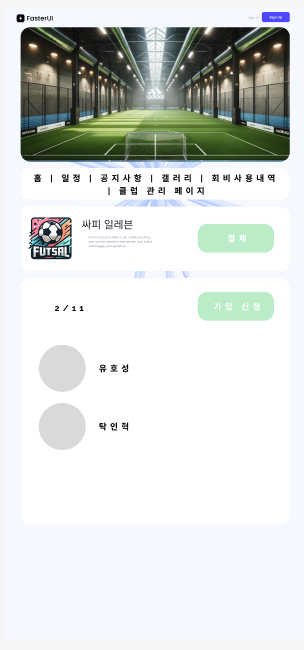 FasterUI
Sign In
Sign Up
홈 | 일정 | 공지사항 | 갤러리 | 회비사용내역
| 클럽 관리 페이지
FUTSAL
싸피 일레븐
결제
2/11
가입 신청
유호성
탁인혁